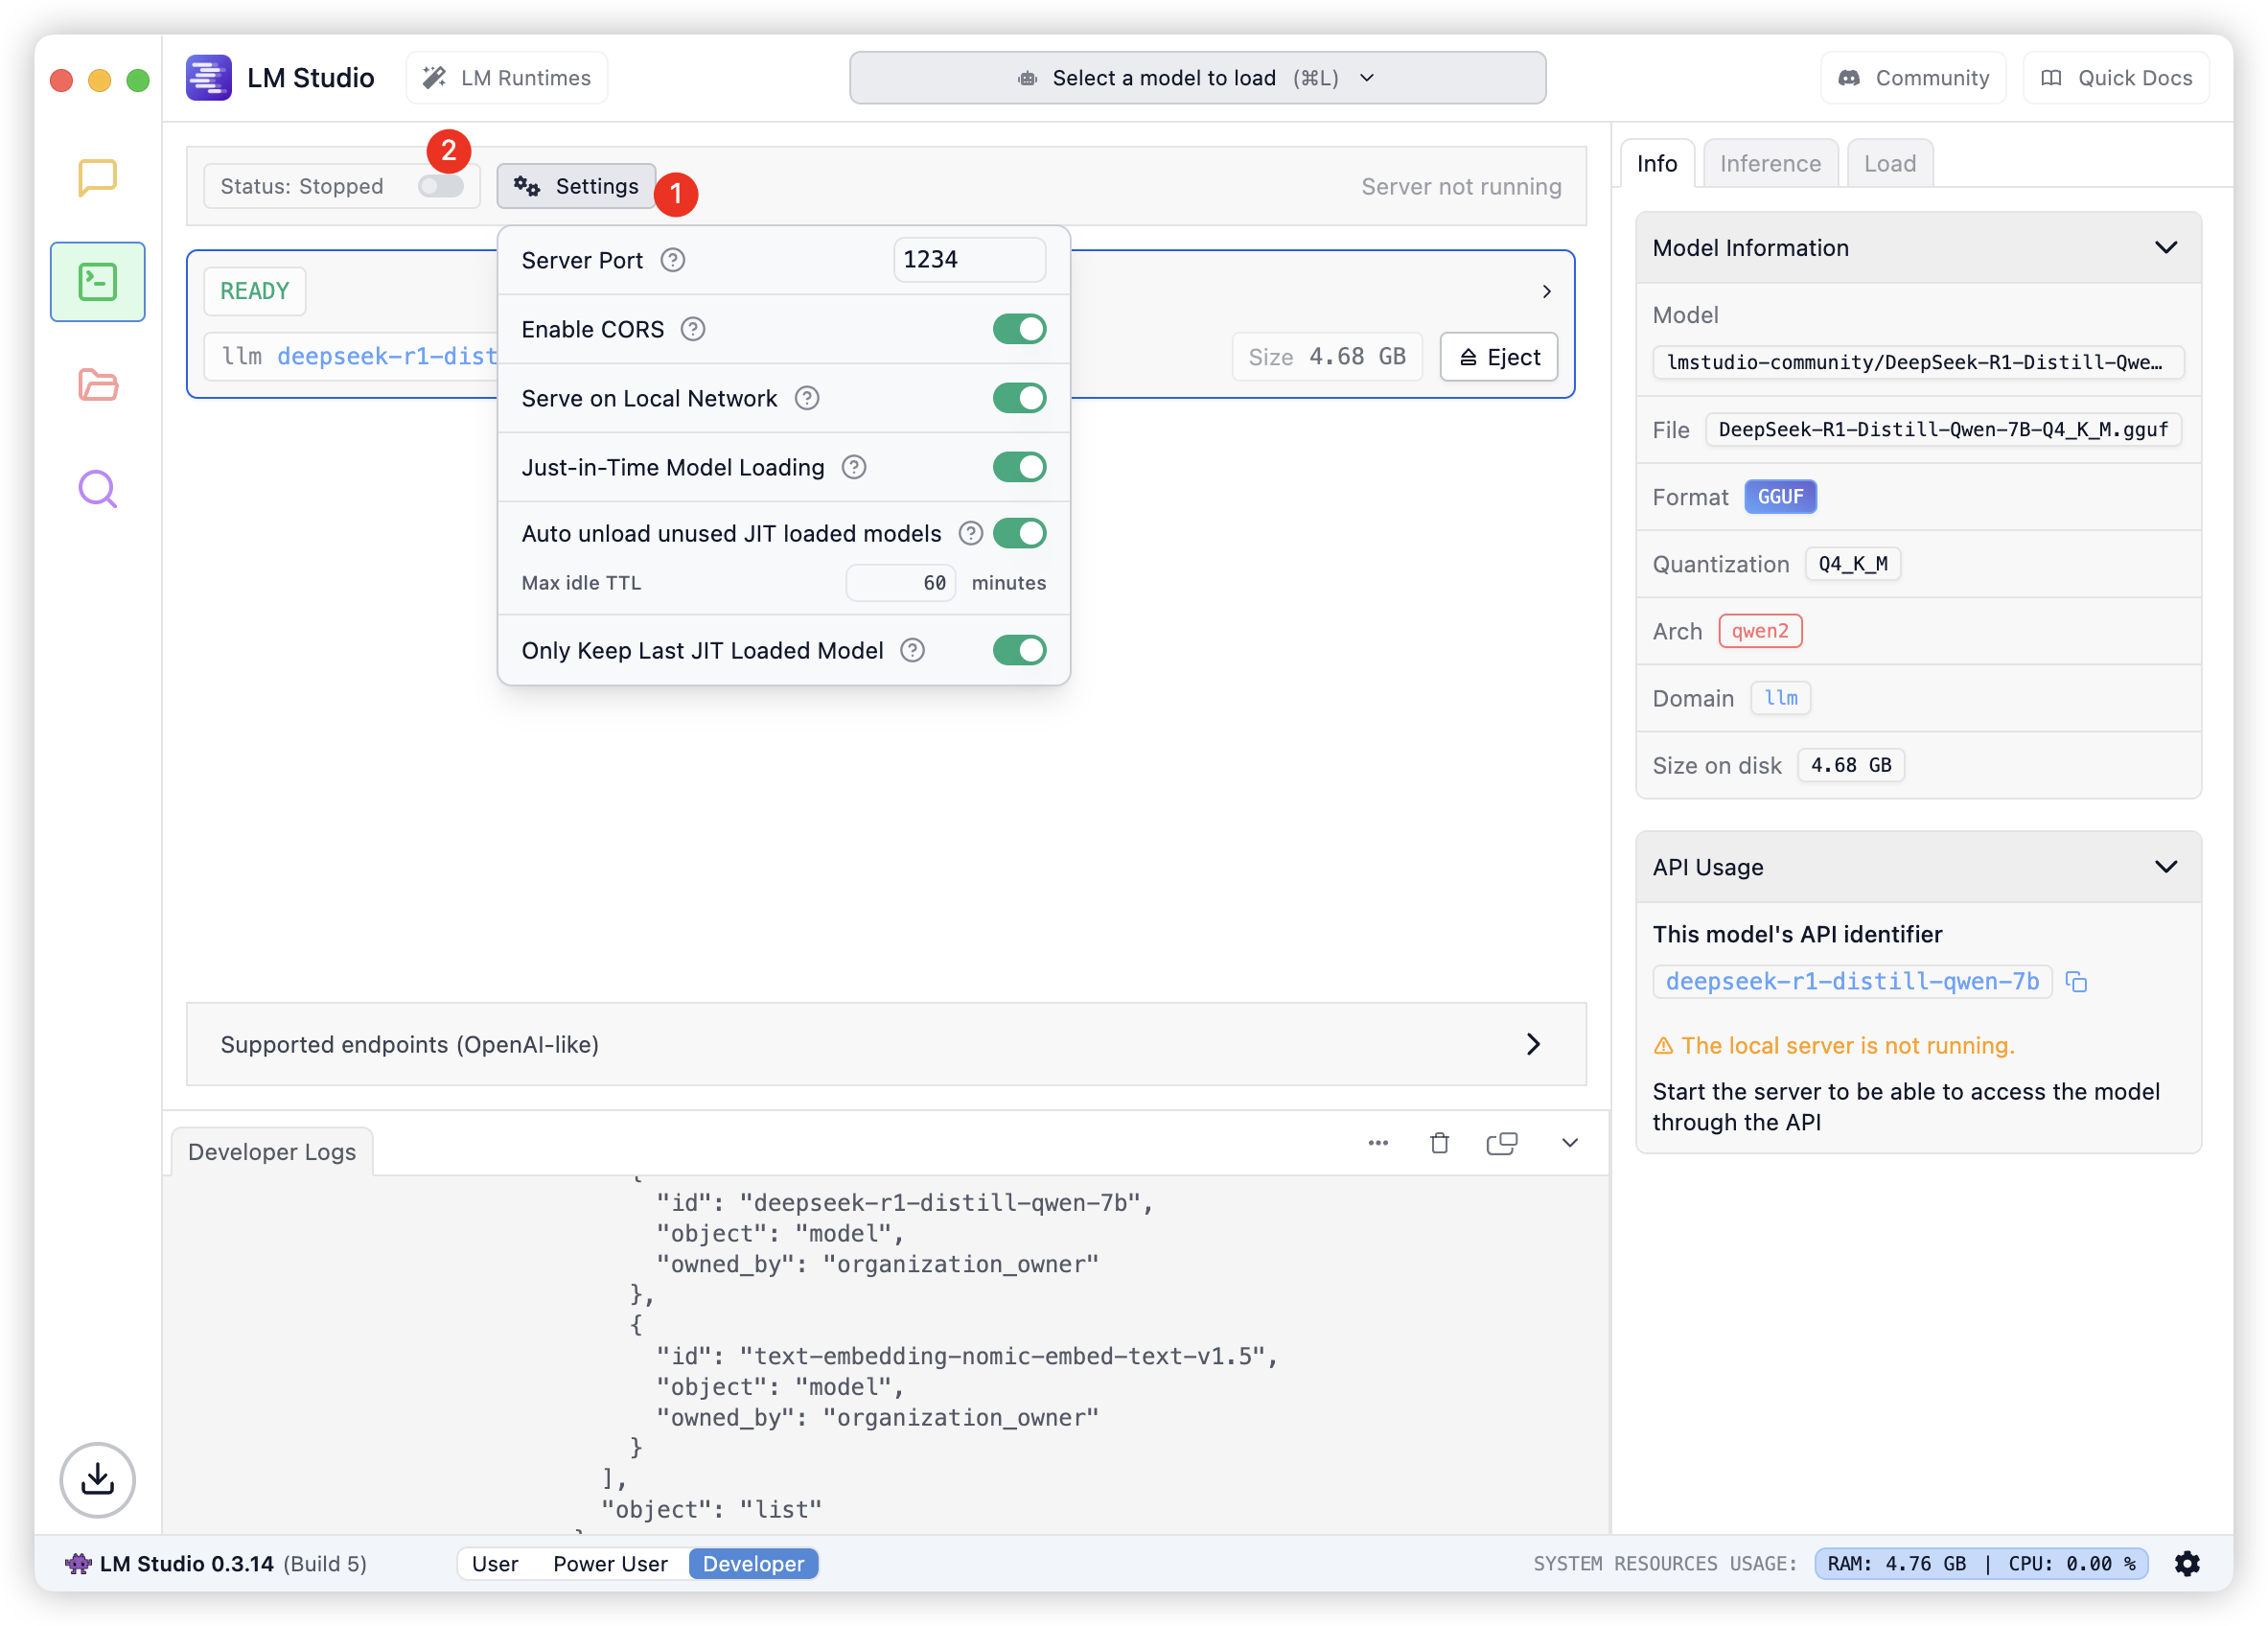 LM Studio
LM Runtimes
Select a model to load (⌘L)
Community
Quick Docs
2
Status: Stopped
Settings
1
Server not running
READY
llm deepseek-r1-dist
Size 4.68 GB
Eject
Server Port
1234
Enable CORS
Serve on Local Network
Just-in-Time Model Loading
Auto unload unused JIT loaded models
Max idle TTL 60 minutes
Only Keep Last JIT Loaded Model
Supported endpoints (OpenAI-like)
Developer Logs
{
"id": "deepseek-r1-distill-qwen-7b",
"object": "model",
"owned_by": "organization_owner"
},
{
"id": "text-embedding-nomic-embed-text-v1.5",
"object": "model",
"owned_by": "organization_owner"
}
],
"object": "list"
}
Info
Inference
Load
Model Information
Model
lmstudio-community/DeepSeek-R1-Distill-Qwe…
File DeepSeek-R1-Distill-Qwen-7B-Q4_K_M.gguf
Format GGUF
Quantization Q4_K_M
Arch qwen2
Domain llm
Size on disk 4.68 GB
API Usage
This model's API identifier
deepseek-r1-distill-qwen-7b
The local server is not running.
Start the server to be able to access the model
through the API
LM Studio 0.3.14 (Build 5)
User
Power User
Developer
SYSTEM RESOURCES USAGE: RAM: 4.76 GB | CPU: 0.00 %